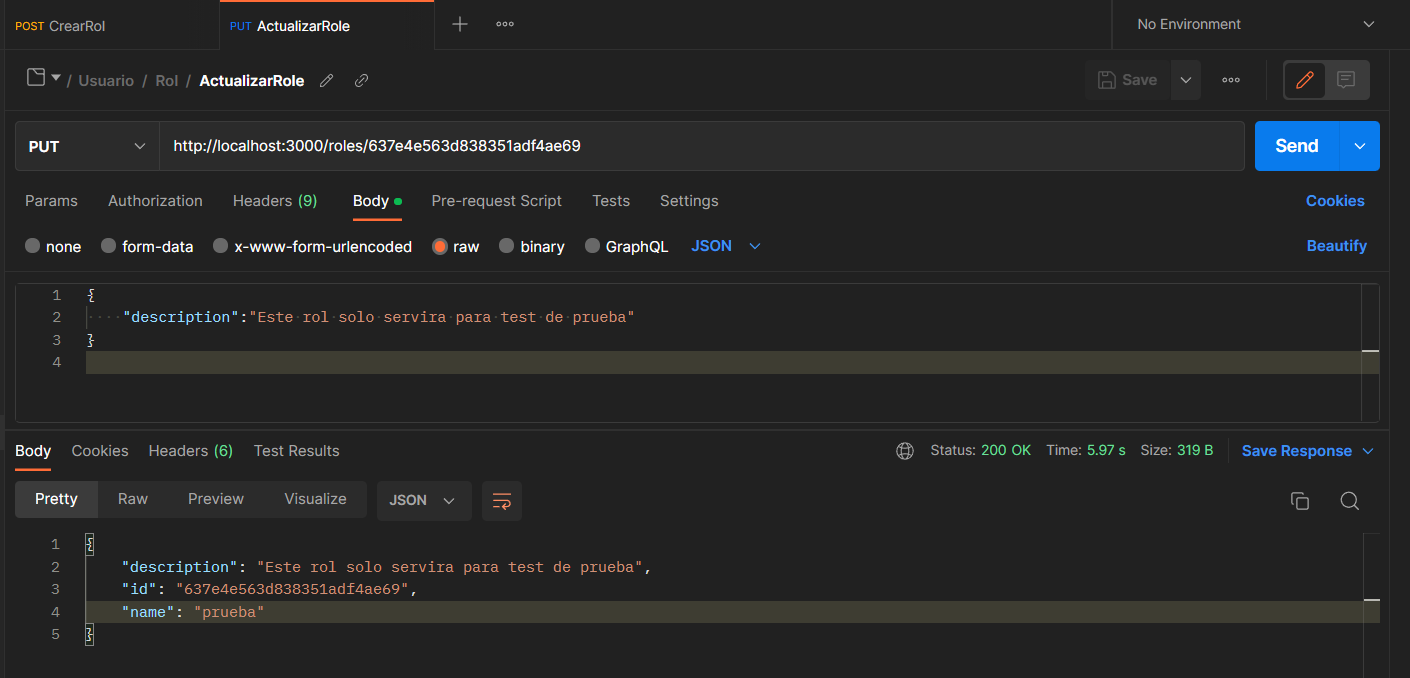 POST CrearRol
PUT ActualizarRole
No Environment
/ Usuario / Rol / ActualizarRole
Save
PUT
http://localhost:3000/roles/637e4e563d838351adf4ae69
Send
Params Authorization Headers (9) Body Pre-request Script Tests Settings Cookies
none form-data x-www-form-urlencoded raw binary GraphQL JSON Beautify
1 {
2 ····"description":"Este·rol·solo·servira·para·test·de·prueba"
3 }
4
Body Cookies Headers (6) Test Results Status: 200 OK Time: 5.97 s Size: 319 B Save Response
Pretty Raw Preview Visualize JSON
1 {
2 "description": "Este rol solo servira para test de prueba",
3 "id": "637e4e563d838351adf4ae69",
4 "name": "prueba"
5 }